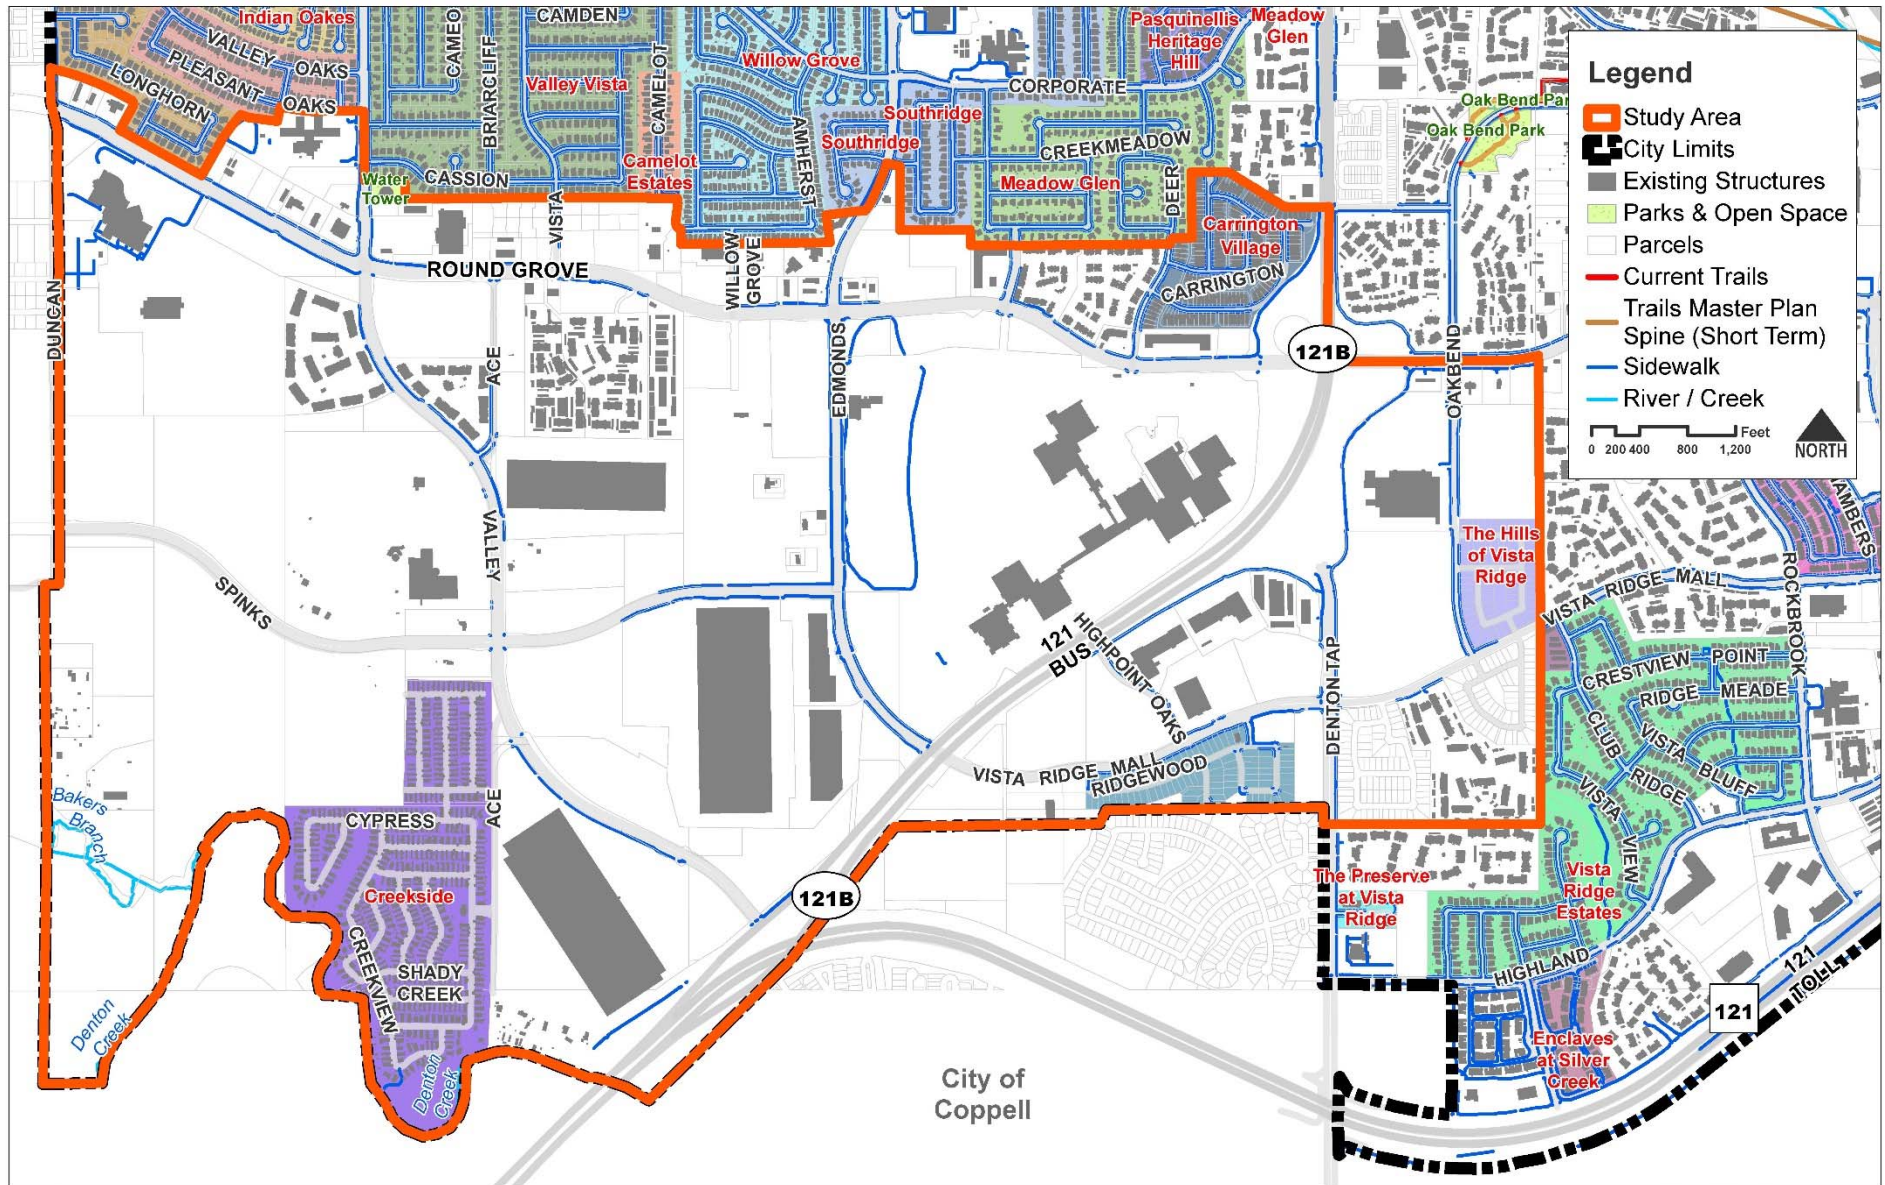 Indian Oakes
CAMELO
CAMDEN
Pasquinellis
Heritage
Hill
Meadow
Glen
VALLEY OAKS
PLEASANT OAKS
LONGHORN
BRIARCLIFF
Valley Vista
CAMELOT
Willow Grove
CORPORATE
Southridge
Southridge
AMHERST
CREEKMEADOW
Oak Bend Par
Oak Bend Park
Camelot
Estates
CASSION
Water
Tower
VISTA
Meadow Glen
DEER
Carrington
Village
WILLOW
GROVE
ROUND GROVE
CARRINGTON
DUNCAN
ACE
EDMONDS
121B
OAKBEND
Legend
Study Area
City Limits
Existing Structures
Parks & Open Space
Parcels
Current Trails
Trails Master Plan
Spine (Short Term)
Sidewalk
River / Creek
0 200 400 800 1,200 Feet
NORTH
VALLEY
SPINKS
The Hills
of Vista
Ridge
AMBERS
VISTA RIDGE MALL
ROCKBROOK
121
BUS
HIGHPOINT OAKS
DENTON TAP
CRESTVIEW POINT
RIDGE MEADE
CLUB RIDGE
VISTA BLUFF
VISTA VIEW
VISTA RIDGE MALL
RIDGEWOOD
Bakers
Branch
CYPRESS
ACE
Creekside
121B
The Preserve
at Vista
Ridge
Vista
Ridge
Estates
CREEKVIEW
SHADY
CREEK
HIGHLAND
121
TOLL
121
Denton
Creek
Denton
Creek
City of
Coppell
Enclaves
at Silver
Creek